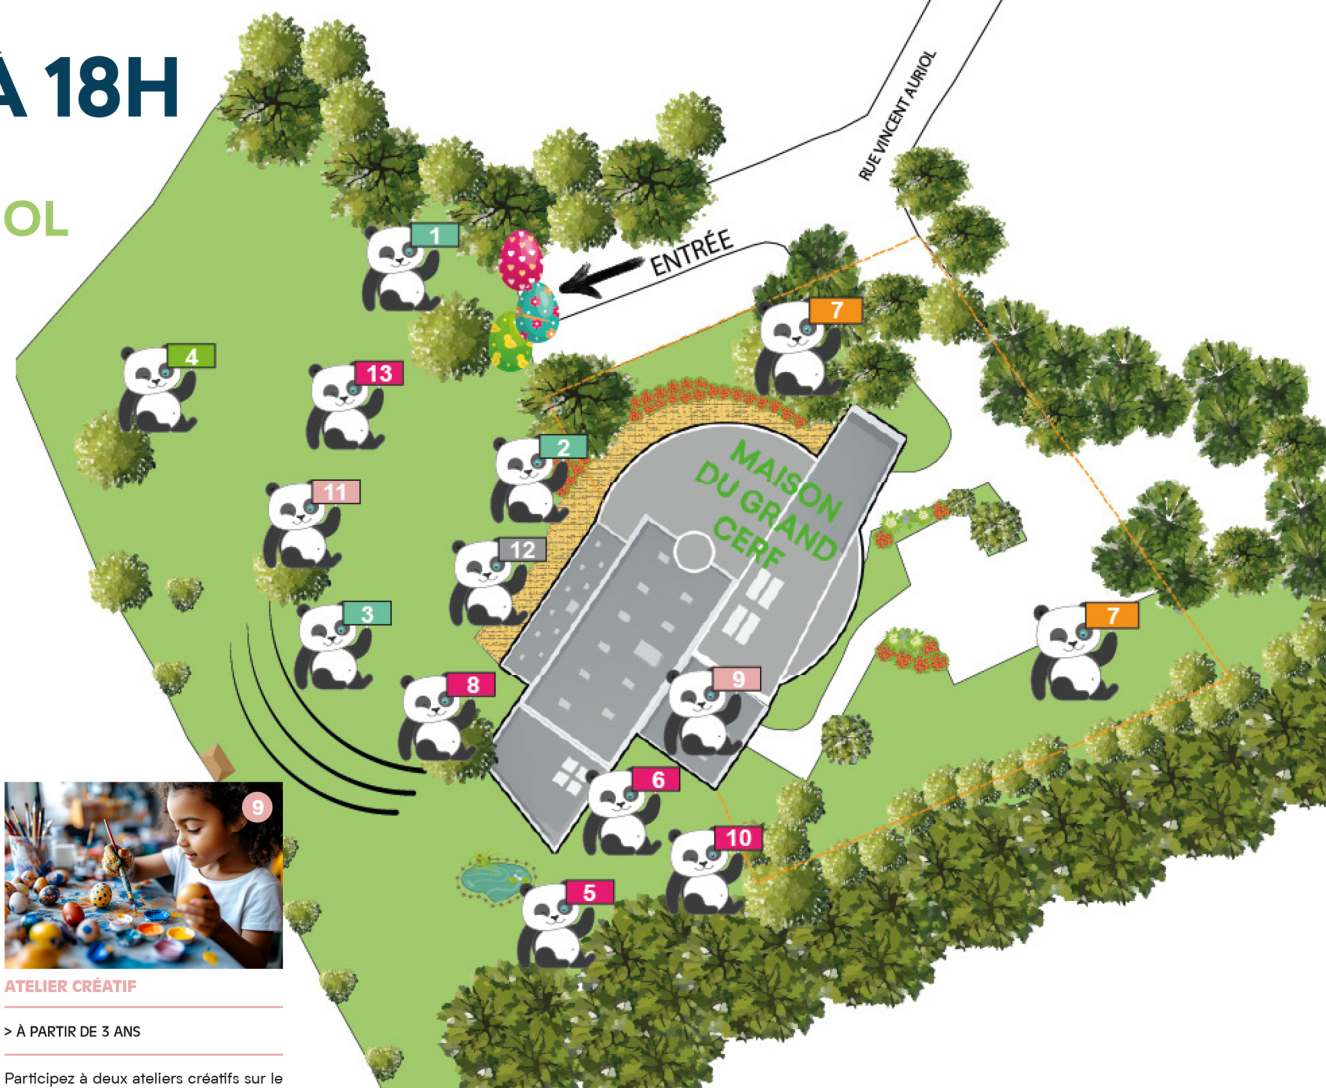 À 18H
OL
RUE VINCENT AURIOL
ENTRÉE
1
7
4
13
2
11
12
3
7
8
9
6
10
5
MAISON
DU GRAND
CERF
9
ATELIER CRÉATIF
> À PARTIR DE 3 ANS
Participez à deux ateliers créatifs sur le